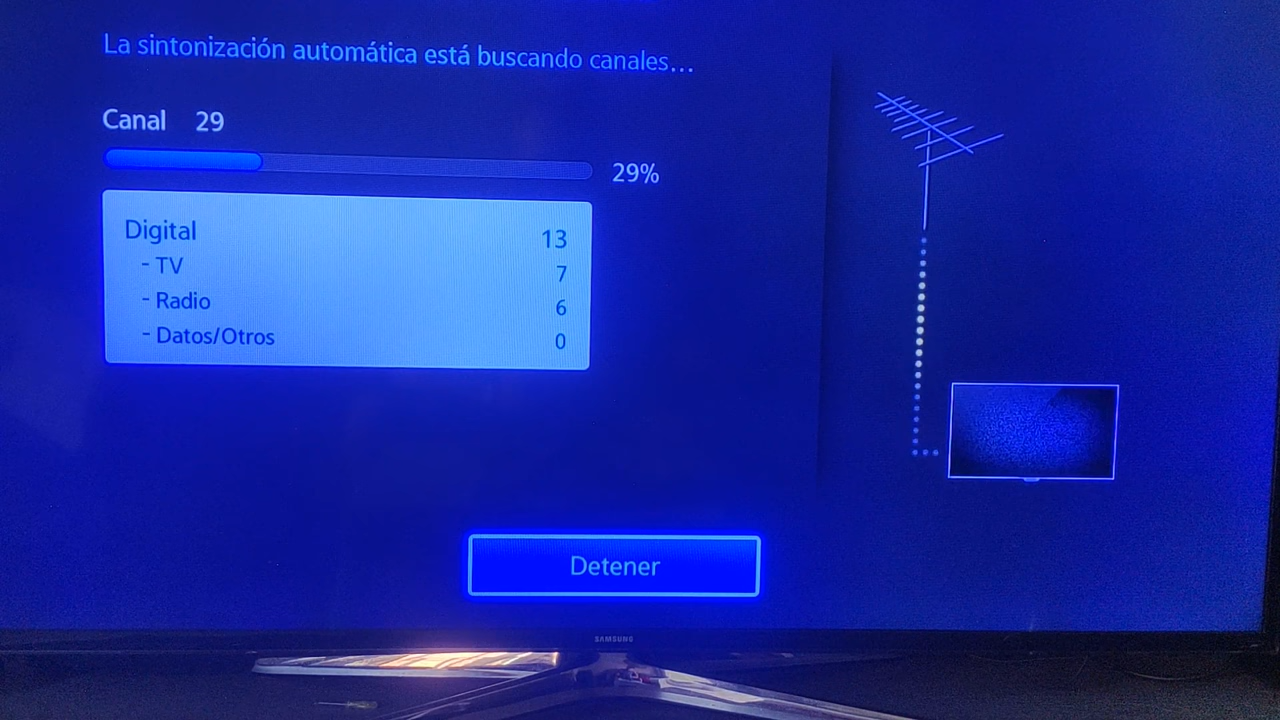 La sintonización automática está buscando canales...
Canal 29
29%
Digital 13
- TV 7
- Radio 6
- Datos/Otros 0
Detener
SAMSUNG